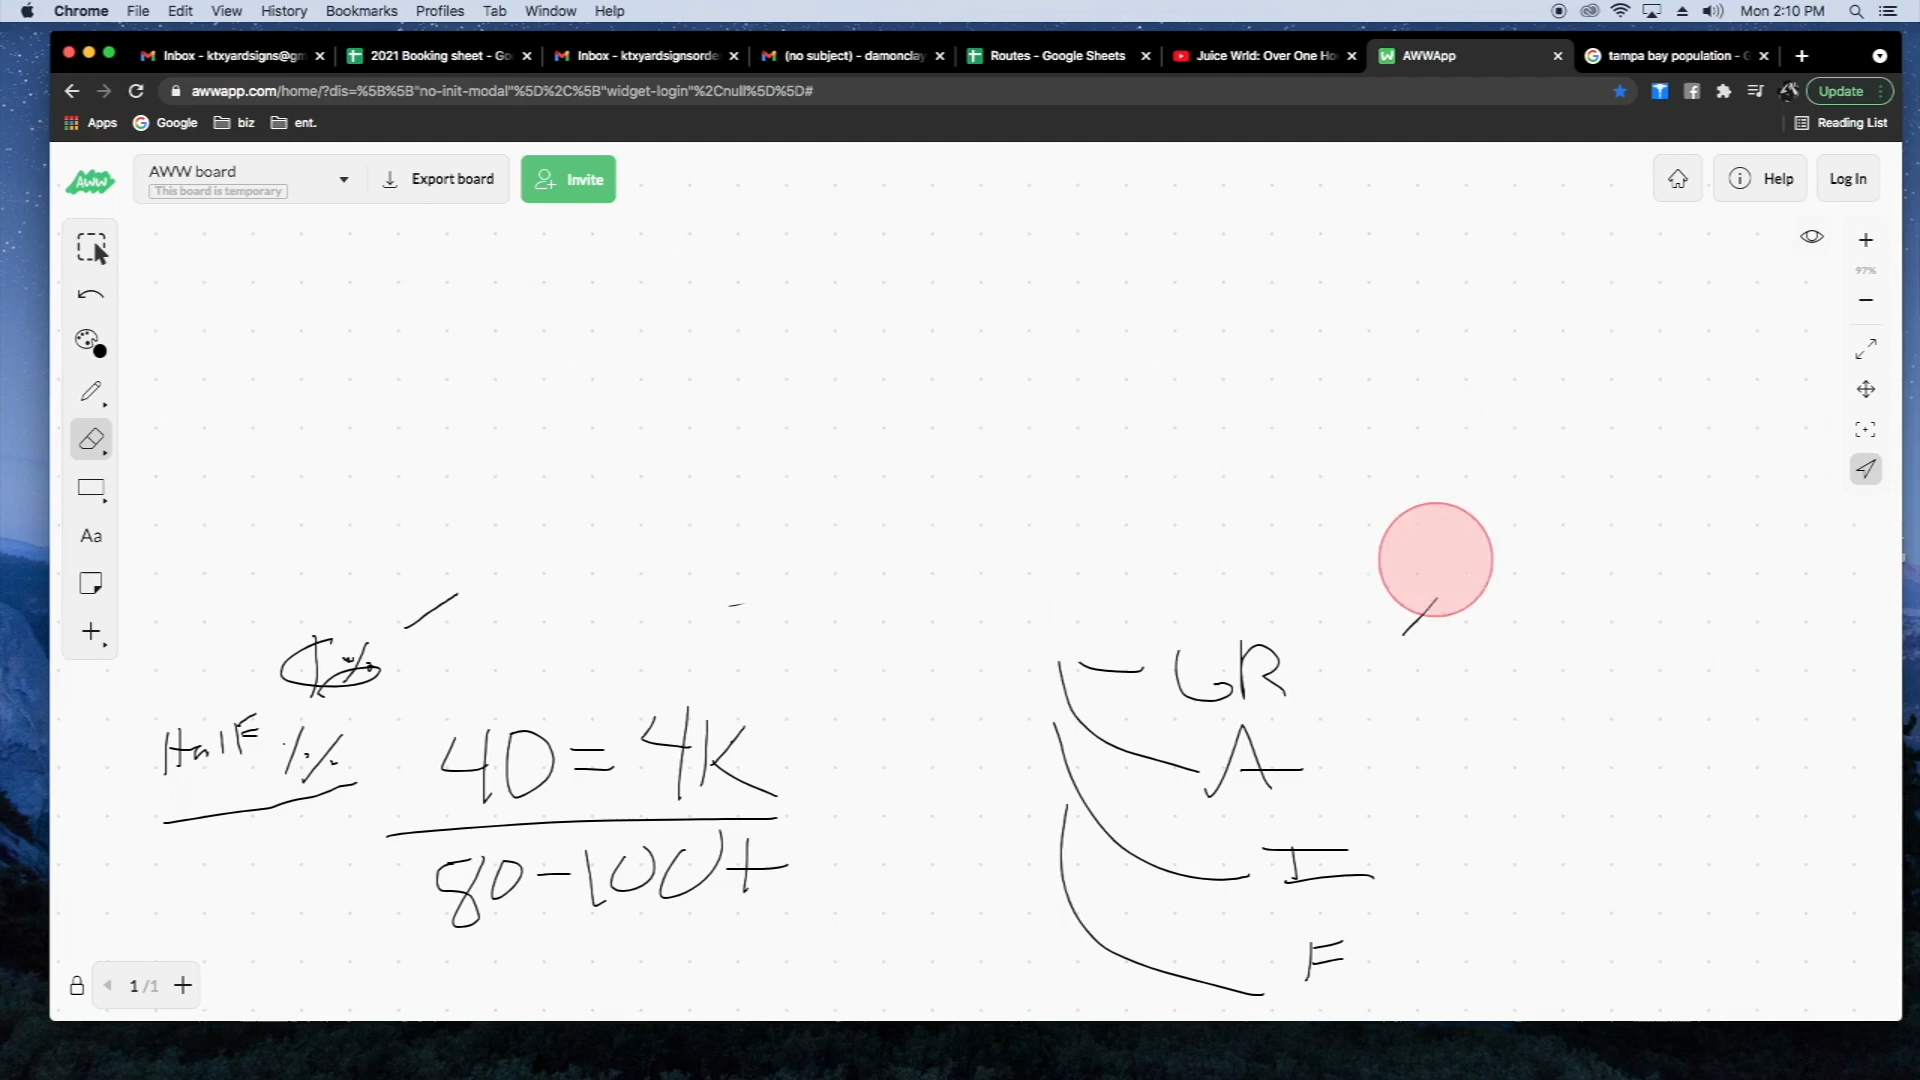 Chrome File Edit View History Bookmarks Profiles Tab Window Help Mon 2:10 PM
Inbox - ktxyardsigns@gm 2021 Booking sheet - Go Inbox - ktxyardsignsorde (no subject) - damonclay Routes - Google Sheets Juice Wrld: Over One Ho AWWApp tampa bay population - G
awwapp.com/home/?dis=%5B%5B"no-init-modal"%5D%2C%5B"widget-login"%2Cnull%5D%5D# Update
Apps Google biz ent. Reading List
AWW AWW board Export board Invite Help Log In
This board is temporary
97%
Aa
GR
Half %
40=4K
A
80-100+
I
F
1/1